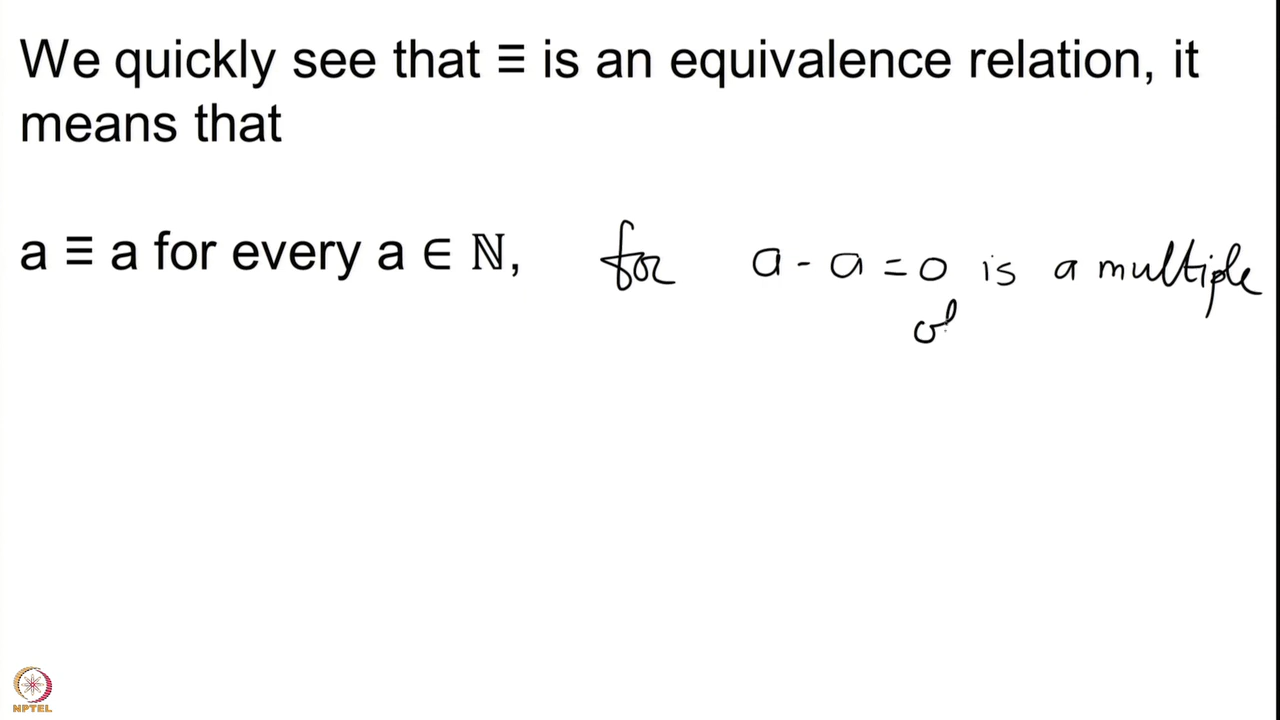 We quickly see that ≡ is an equivalence relation, it
means that
a ≡ a for every a ∈ ℕ, for a - a = 0 is a multiple
of
NPTEL